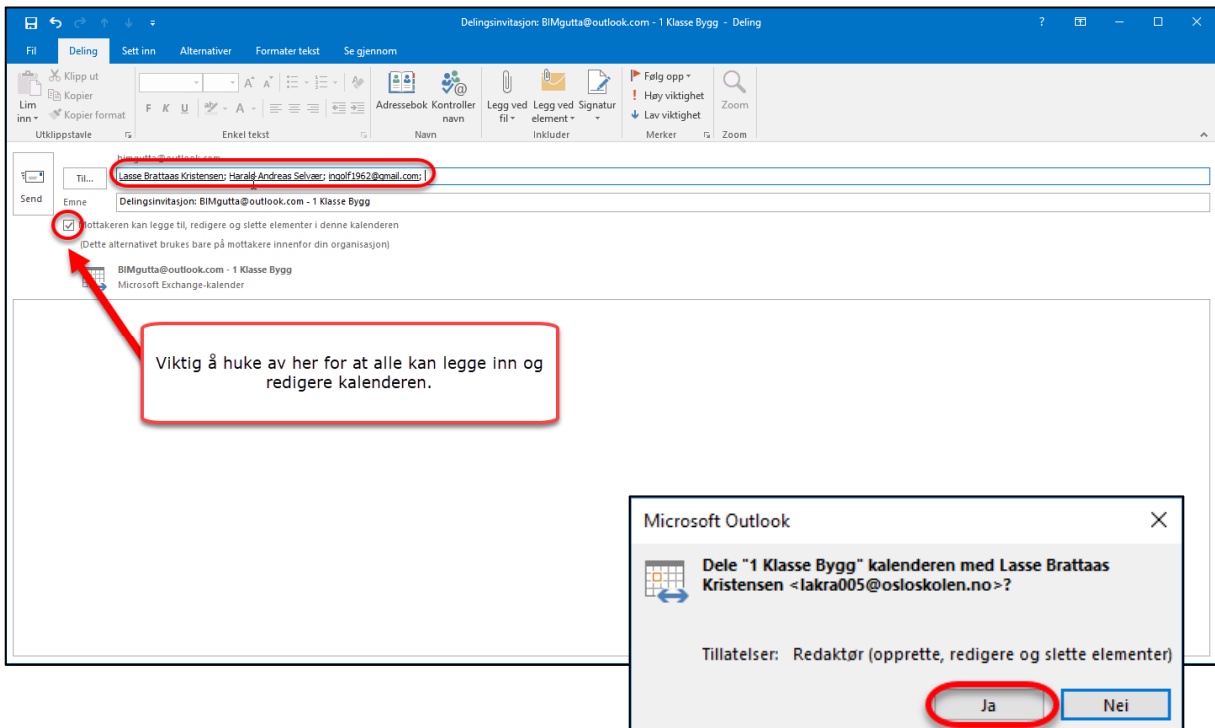 Delingsinvitasjon: BIMgutta@outlook.com - 1 Klasse Bygg - Deling
?
Fil Deling Sett inn Alternativer Formater tekst Se gjennom
Lim inn
Klipp ut
Kopier
Kopier format
Utklippstavle
F K U A
A A
Enkel tekst
Adressebok
Kontroller navn
Navn
Legg ved fil
Legg ved element
Signatur
Inkluder
Følg opp
Høy viktighet
Lav viktighet
Merker
Zoom
Zoom
Send
bimgutta@outlook.com
Til... Lasse Brattaas Kristensen; Harald Andreas Selvær; ingolf1962@gmail.com;
Emne Delingsinvitasjon: BIMgutta@outlook.com - 1 Klasse Bygg
Mottakeren kan legge til, redigere og slette elementer i denne kalenderen
(Dette alternativet brukes bare på mottakere innenfor din organisasjon)
BIMgutta@outlook.com - 1 Klasse Bygg
Microsoft Exchange-kalender
Viktig å huke av her for at alle kan legge inn og
redigere kalenderen.
Microsoft Outlook
Dele "1 Klasse Bygg" kalenderen med Lasse Brattaas
Kristensen <lakra005@osloskolen.no>?
Tillatelser: Redaktør (opprette, redigere og slette elementer)
Ja Nei